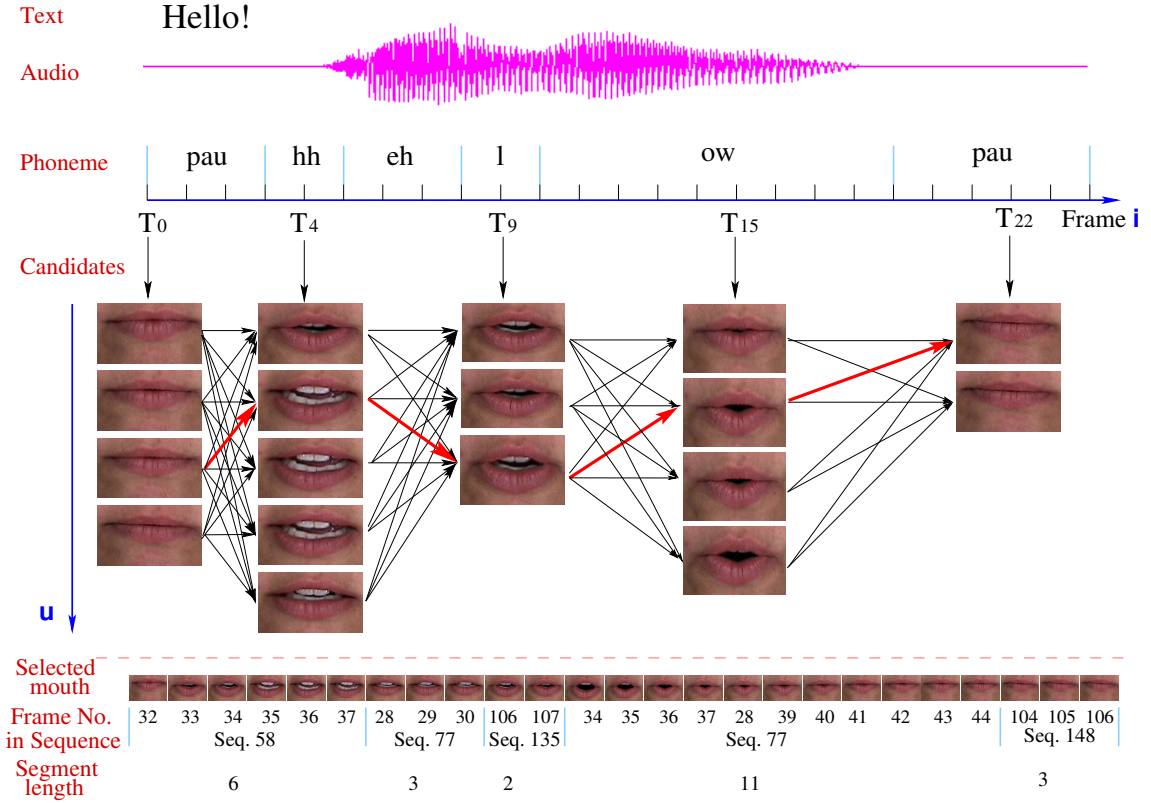 Text Hello!
Audio
Phoneme pau hh eh l ow pau
T0 T4 T9 T15 T22 Frame i
Candidates
u
Selected
mouth
Frame No. 32 33 34 35 36 37 28 29 30 106 107 34 35 36 37 28 39 40 41 42 43 44 104 105 106
in Sequence Seq. 58 Seq. 77 Seq. 135 Seq. 77 Seq. 148
Segment
length 6 3 2 11 3